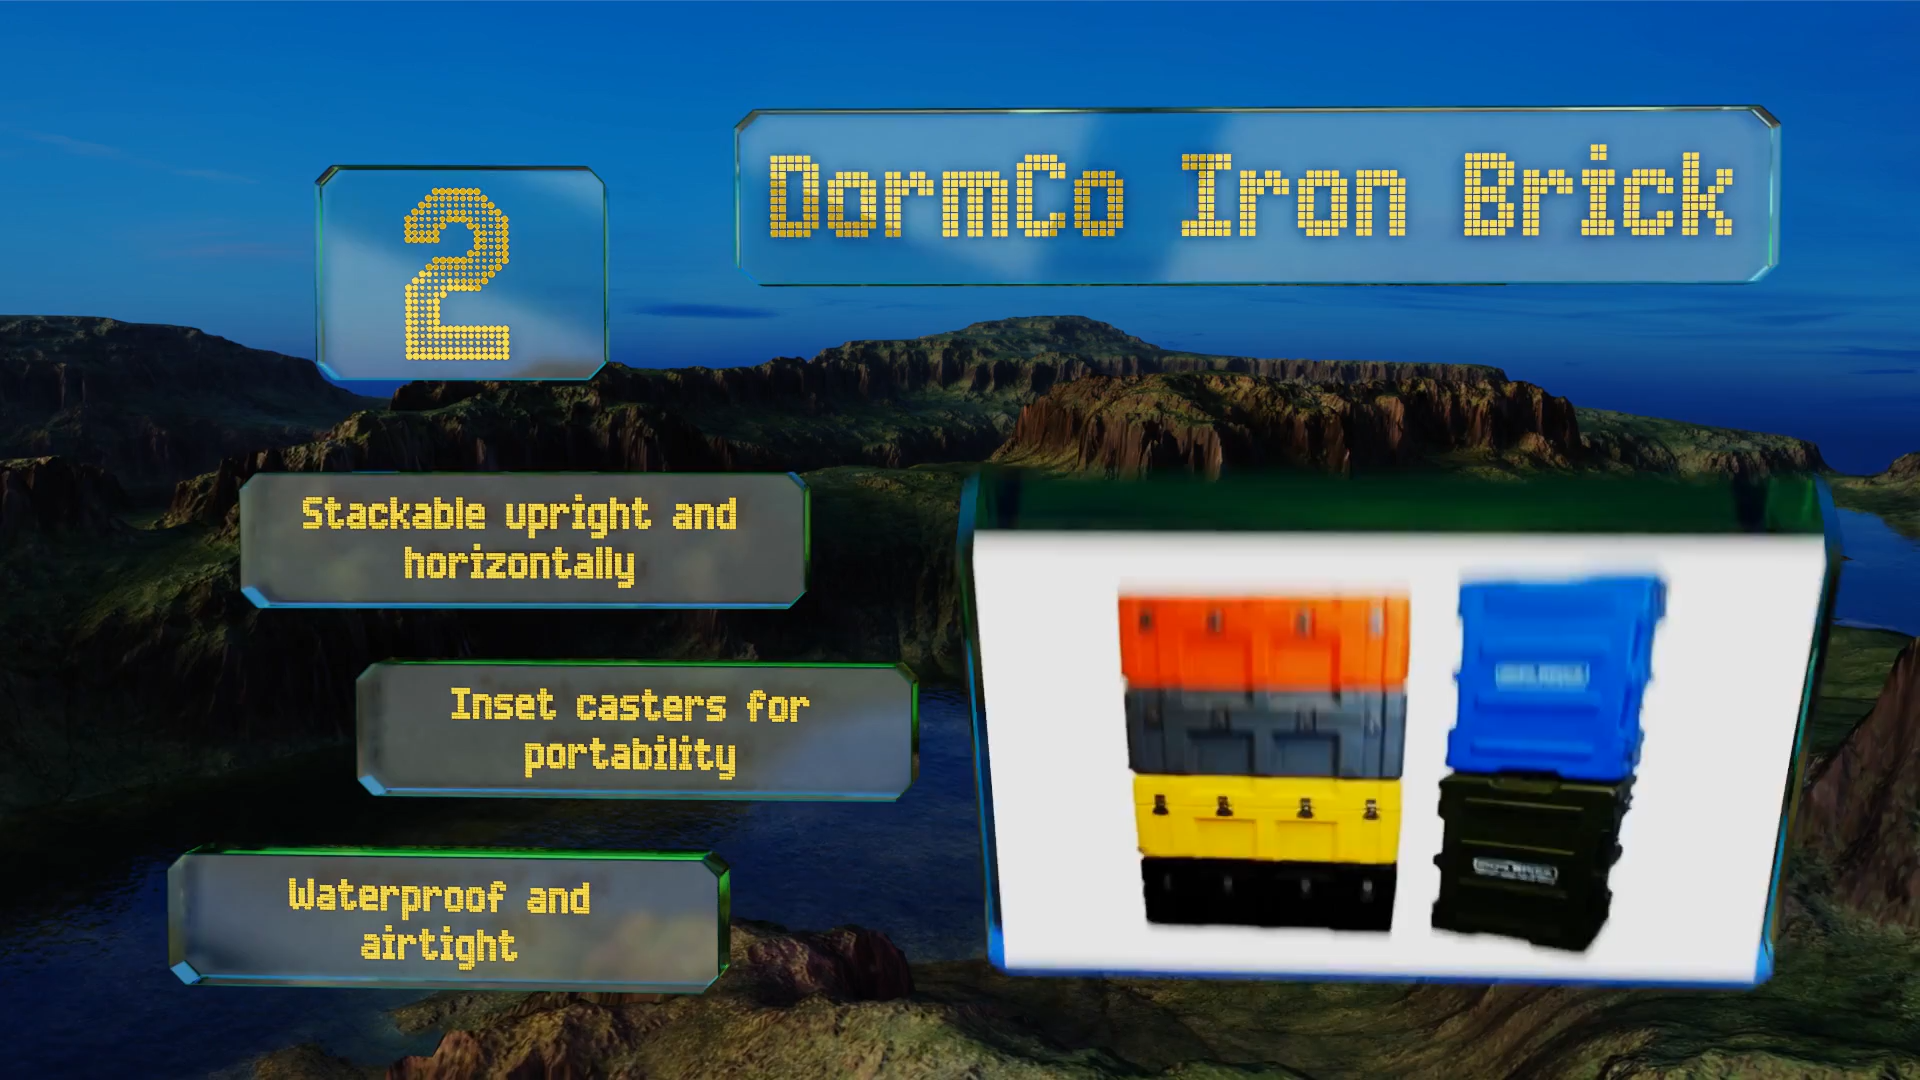 2
DormCo Iron Brick
Stackable upright and
horizontally
Inset casters for
portability
Waterproof and
airtight